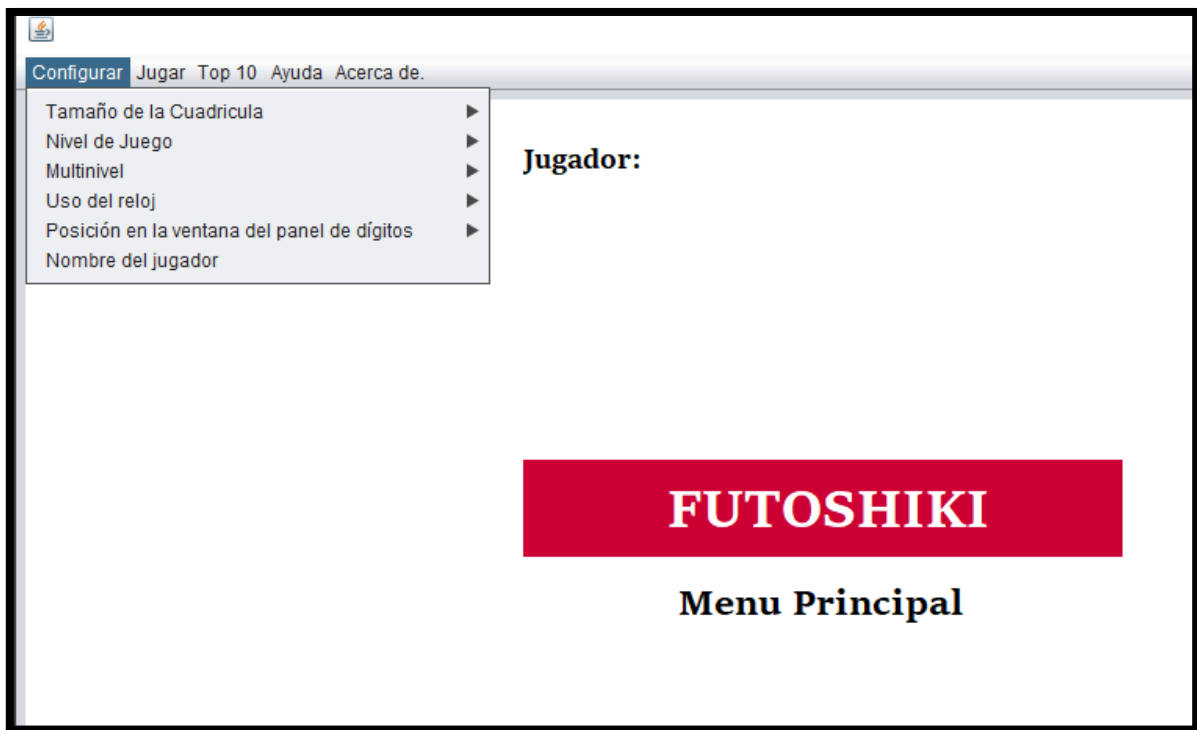 Configurar Jugar Top 10 Ayuda Acerca de.
Tamaño de la Cuadricula
Nivel de Juego
Multinivel
Uso del reloj
Posición en la ventana del panel de dígitos
Nombre del jugador
Jugador:
FUTOSHIKI
Menu Principal